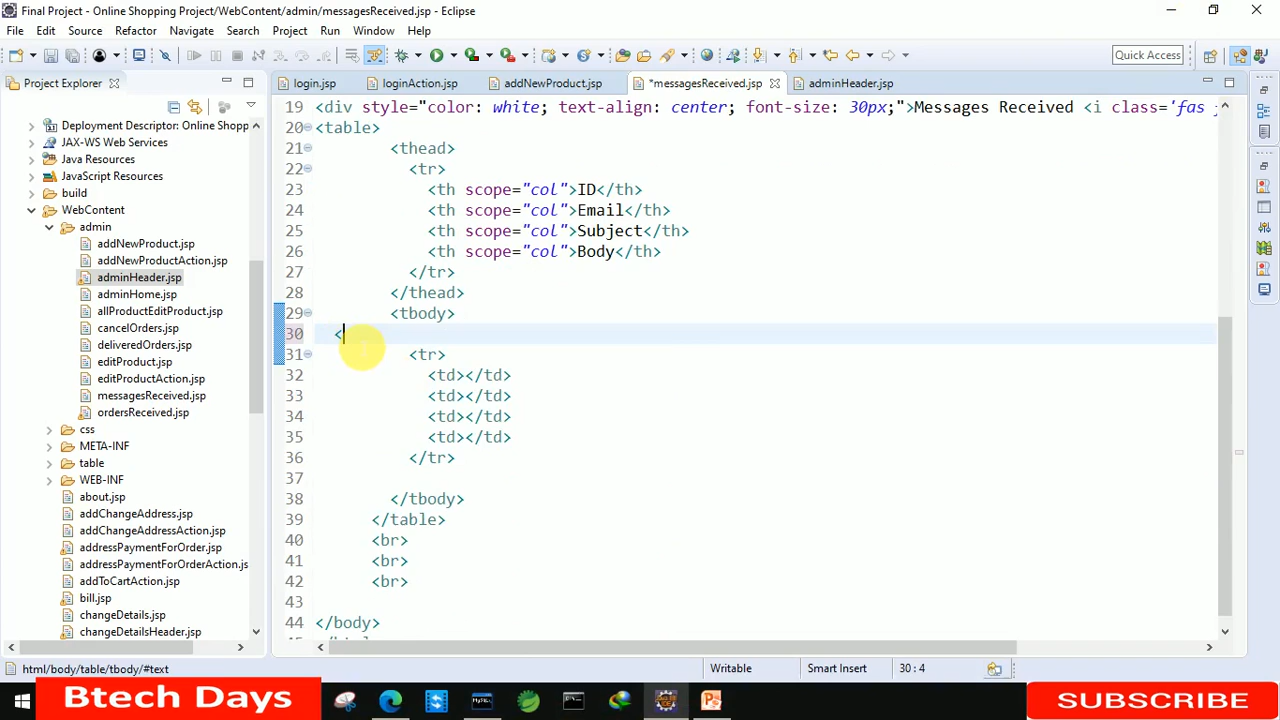 Final Project - Online Shopping Project/WebContent/admin/messagesReceived.jsp - Eclipse
File Edit Source Refactor Navigate Search Project Run Window Help
Quick Access
Project Explorer
login.jsp loginAction.jsp addNewProduct.jsp *messagesReceived.jsp adminHeader.jsp
Deployment Descriptor: Online Shopp
JAX-WS Web Services
Java Resources
JavaScript Resources
build
WebContent
admin
addNewProduct.jsp
addNewProductAction.jsp
adminHeader.jsp
adminHome.jsp
allProductEditProduct.jsp
cancelOrders.jsp
deliveredOrders.jsp
editProduct.jsp
editProductAction.jsp
messagesReceived.jsp
ordersReceived.jsp
css
META-INF
table
WEB-INF
about.jsp
addChangeAddress.jsp
addChangeAddressAction.jsp
addressPaymentForOrder.jsp
addressPaymentForOrderAction.js
addToCartAction.jsp
bill.jsp
changeDetails.jsp
changeDetailsHeader.jsp
19 <div style="color: white; text-align: center; font-size: 30px;">Messages Received <i class='fas
20 <table>
21 <thead>
22 <tr>
23 <th scope="col">ID</th>
24 <th scope="col">Email</th>
25 <th scope="col">Subject</th>
26 <th scope="col">Body</th>
27 </tr>
28 </thead>
29 <tbody>
30 <
31 <tr>
32 <td></td>
33 <td></td>
34 <td></td>
35 <td></td>
36 </tr>
37
38 </tbody>
39 </table>
40 <br>
41 <br>
42 <br>
43
44 </body>
html/body/table/tbody/#text Writable Smart Insert 30 : 4
Btech Days
SUBSCRIBE